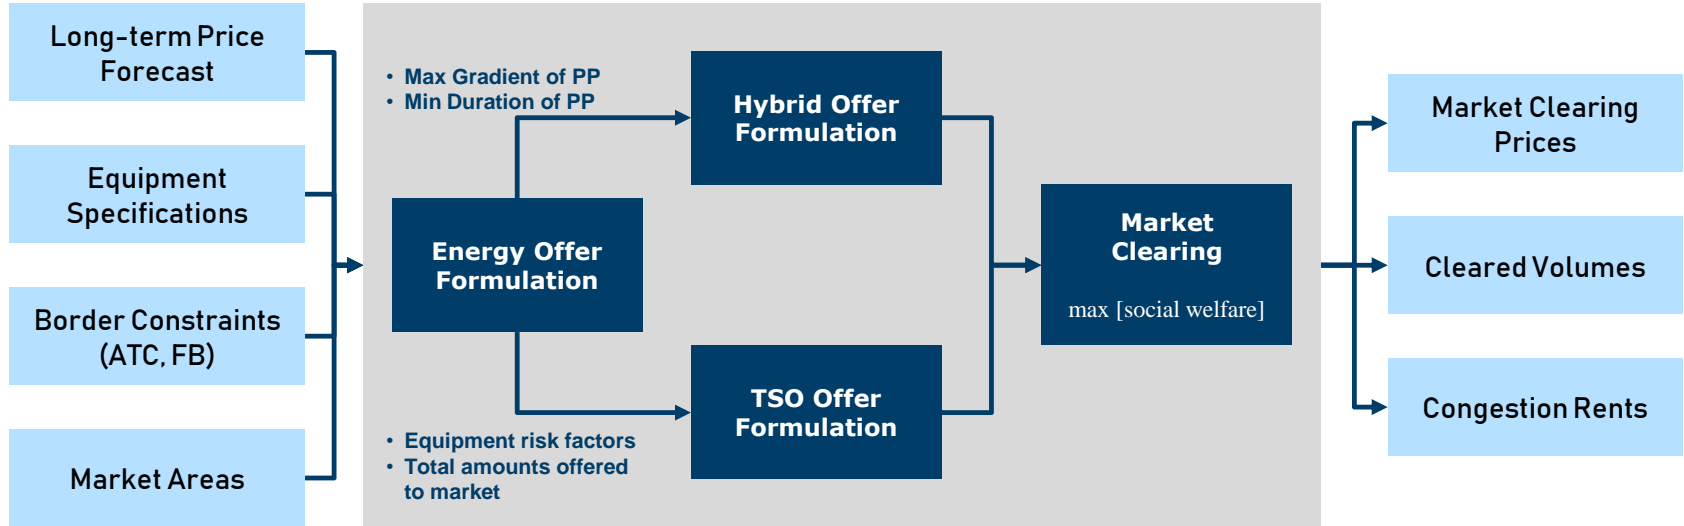 Long-term Price
Forecast
Equipment
Specifications
Border Constraints
(ATC, FB)
Market Areas
• Max Gradient of PP
• Min Duration of PP
Energy Offer
Formulation
• Equipment risk factors
• Total amounts offered
to market
Hybrid Offer
Formulation
TSO Offer
Formulation
Market
Clearing
max [social welfare]
Market Clearing
Prices
Cleared Volumes
Congestion Rents